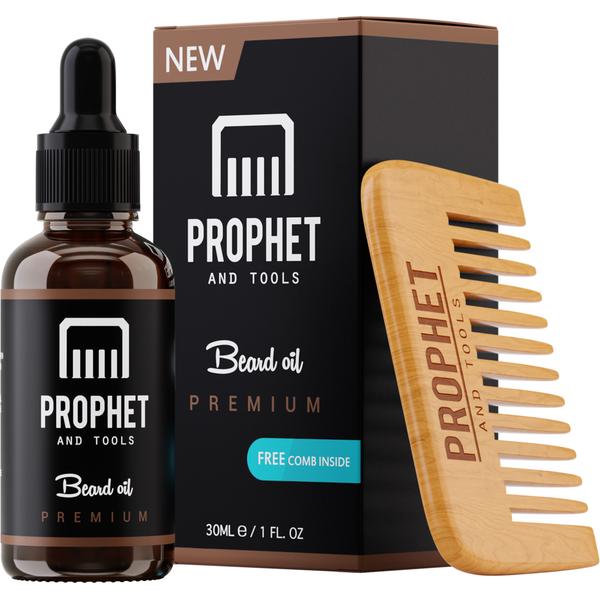 NEW
PROPHET
AND TOOLS
Beard oil
PREMIUM
FREE COMB INSIDE
30ML e / 1 FL. OZ
PROPHET
AND TOOLS
Beard oil
PREMIUM
PROPHET
AND TOOLS